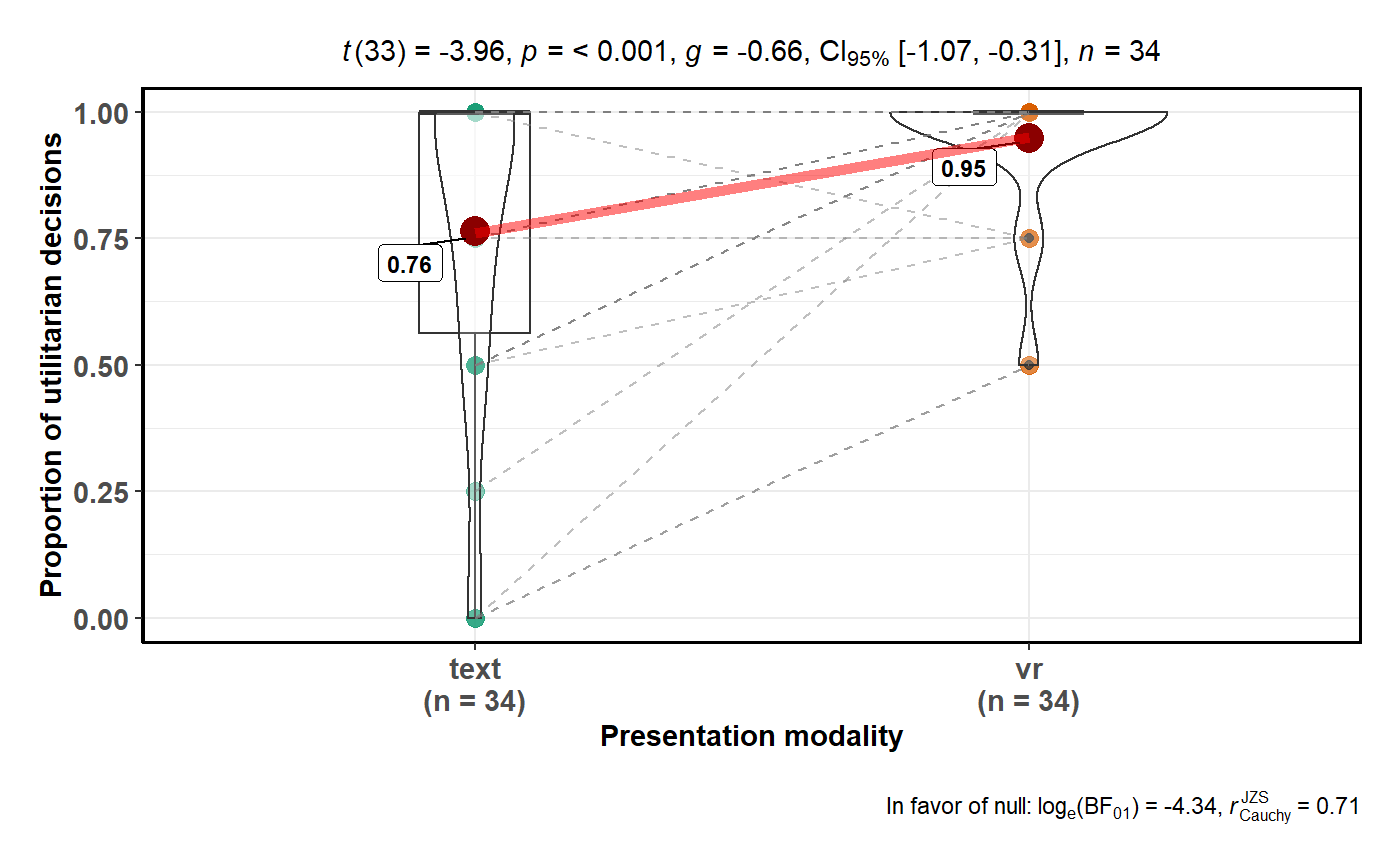 t(33) = -3.96, p = < 0.001, g = -0.66, CI95% [-1.07, -0.31], n = 34
Proportion of utilitarian decisions
1.00
0.75
0.50
0.25
0.00
0.76
0.95
text
(n = 34)
vr
(n = 34)
Presentation modality
In favor of null: loge(BF01) = -4.34, r JZS Cauchy = 0.71